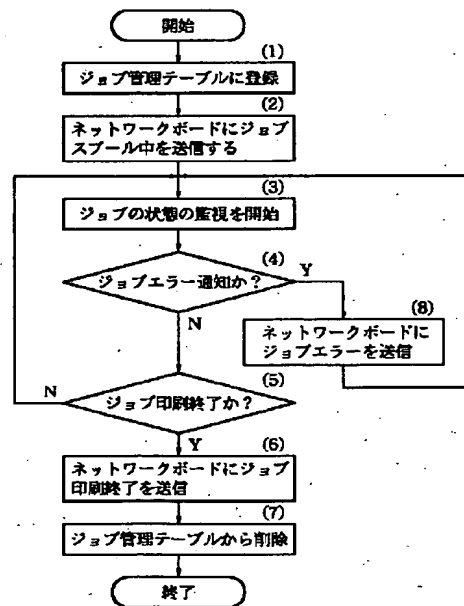 開始
(1)
ジョブ管理テーブルに登録
(2)
ネットワークボードにジョブ
スプール中を送信する
(3)
ジョブの状態の監視を開始
(4)
ジョブエラー通知か?
Y
N
(8)
ネットワークボードに
ジョブエラーを送信
(5)
N
ジョブ印刷終了か?
Y
(6)
ネットワークボードにジョブ
印刷終了を送信
(7)
ジョブ管理テーブルから削除
終了